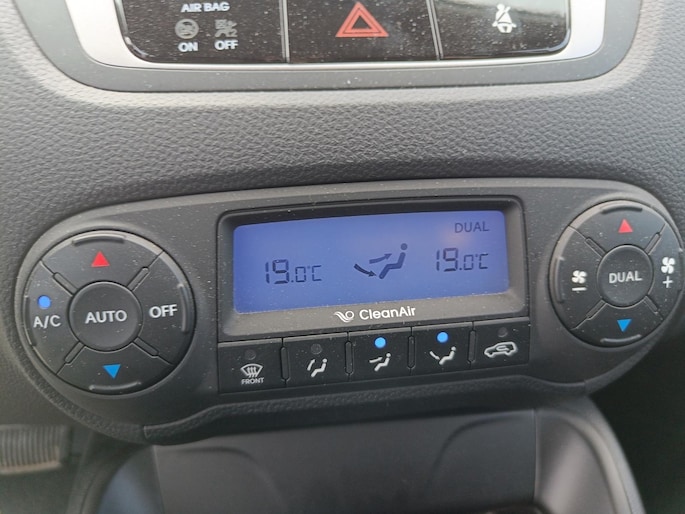 AIR BAG
ON OFF
DUAL
19.0°C 19.0°C
CleanAir
A/C AUTO OFF
DUAL
- +
FRONT